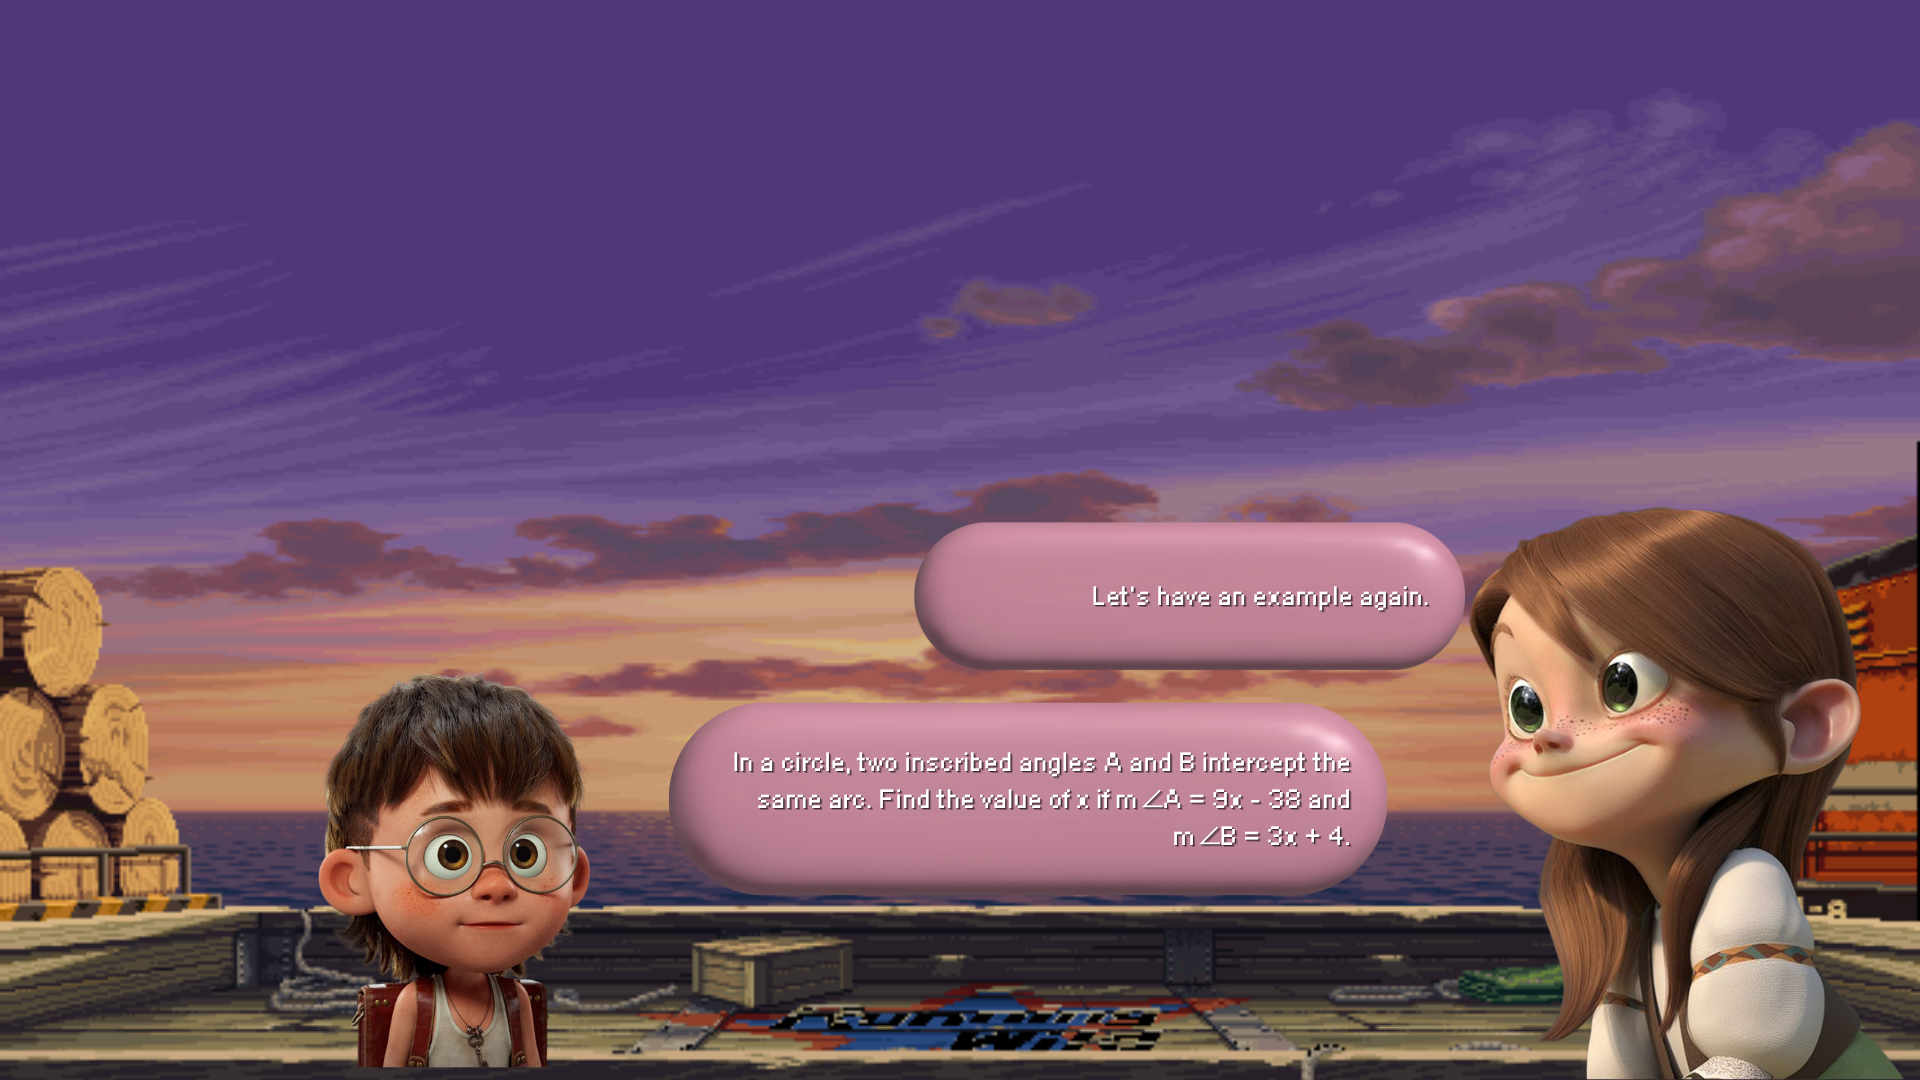 Let's have an example again.
In a circle, two inscribed angles A and B intercept the
same arc. Find the value of x if m∠A = 9x - 38 and
m∠B = 3x + 4.